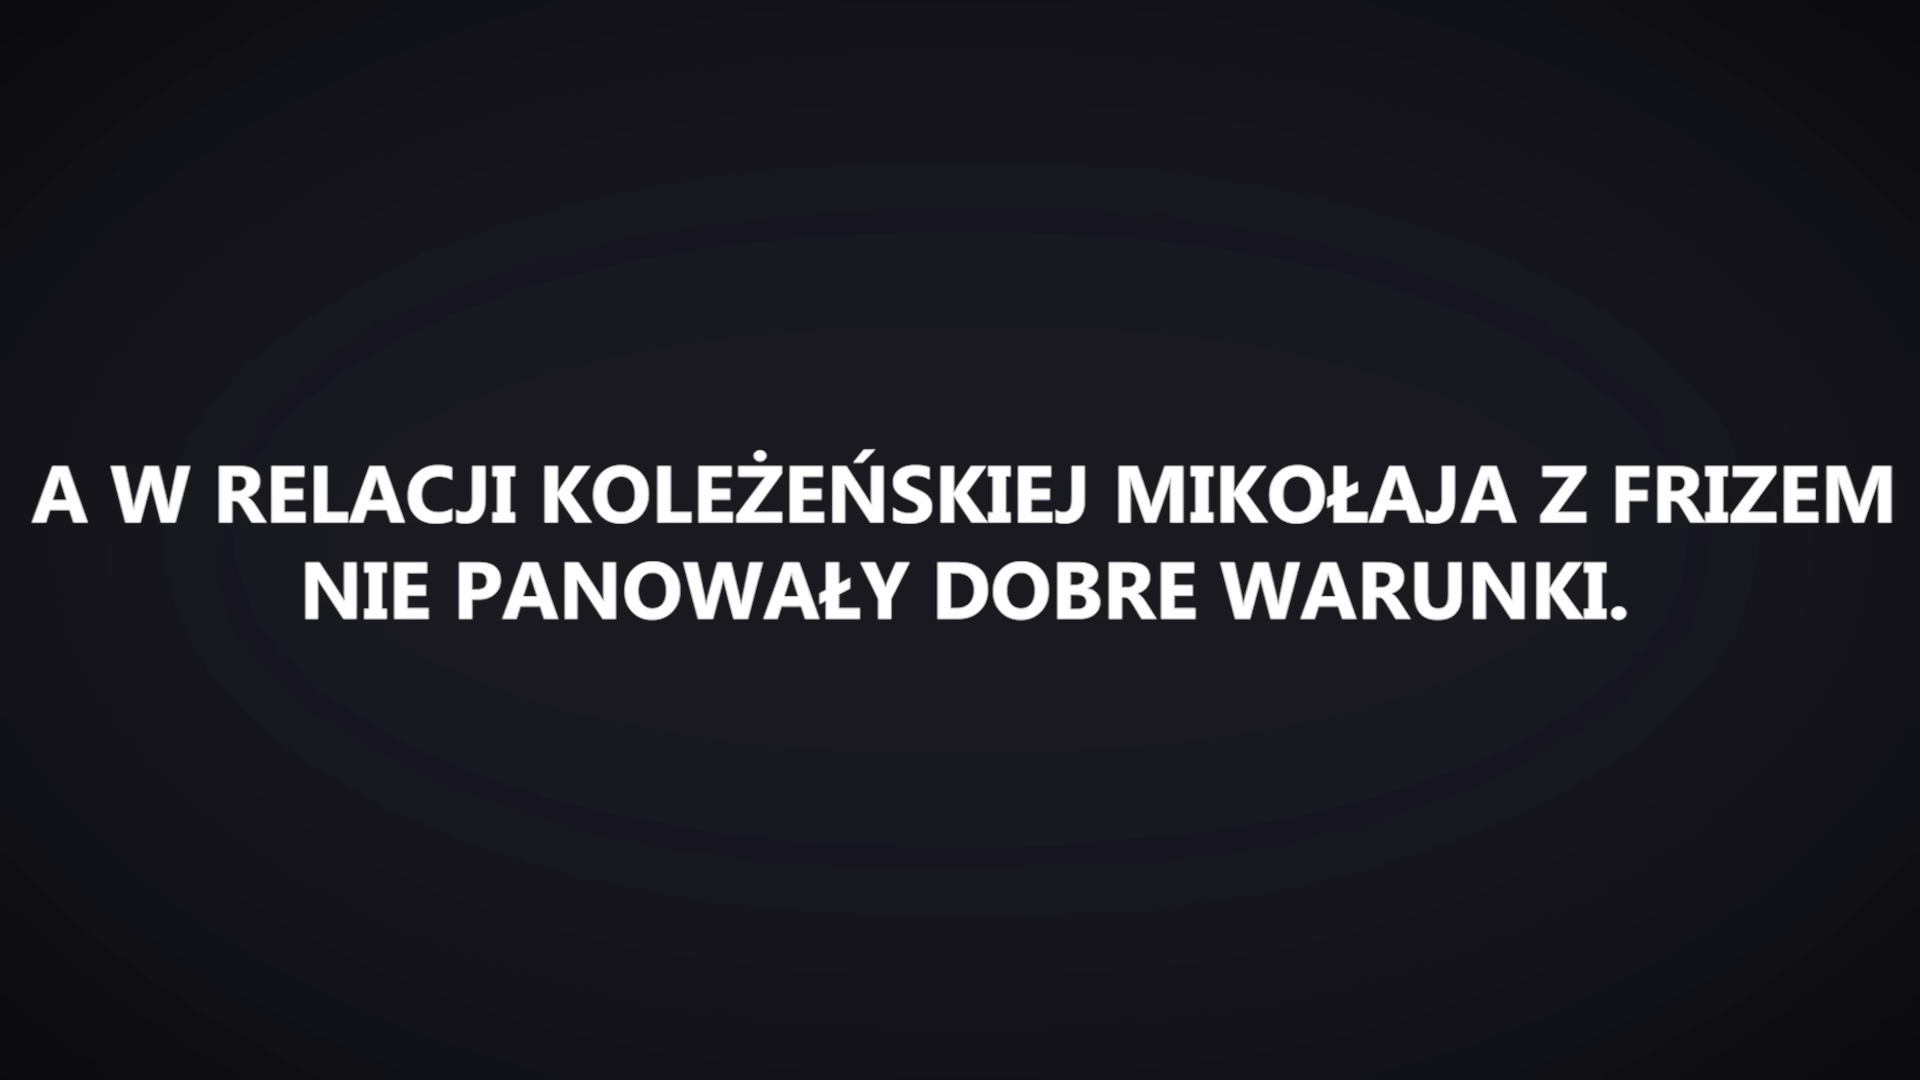 A W RELACJI KOLEŻEŃSKIEJ MIKOŁAJA Z FRIZEM
NIE PANOWAŁY DOBRE WARUNKI.